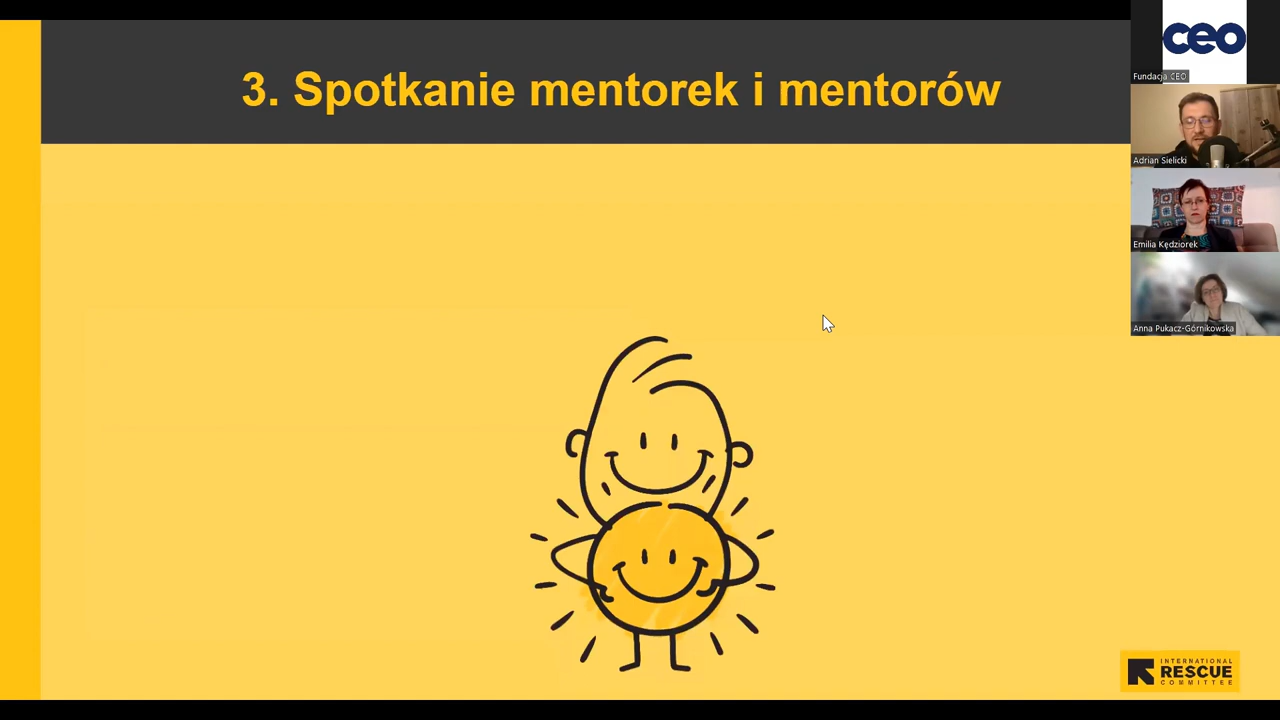 3. Spotkanie mentorek i mentorów
ceo
Fundacja CEO
Adrian Sielicki
Emilia Kędziorek
Anna Pukacz-Górnikowska
INTERNATIONAL
RESCUE
COMMITTEE